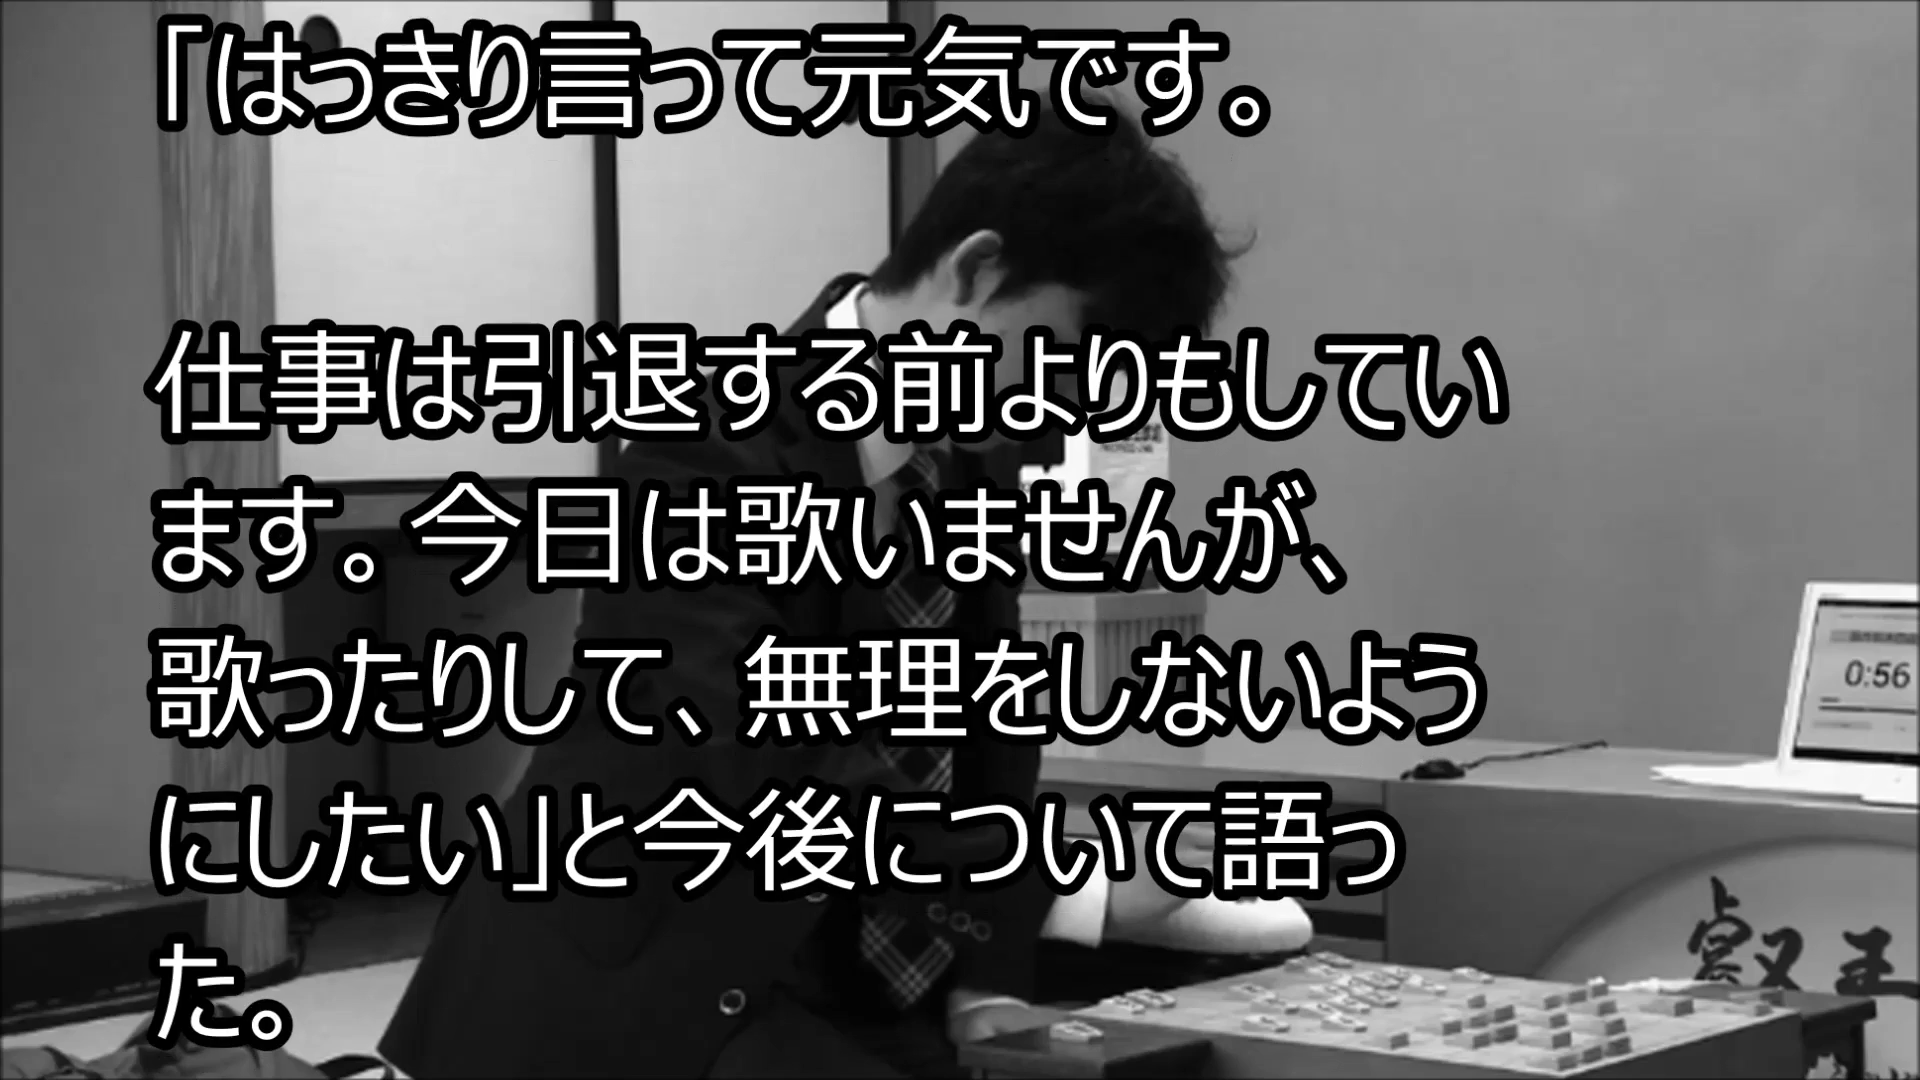 「はっきり言って元気です。
仕事は引退する前よりもしてい
ます。今日は歌いませんが、
歌ったりして、無理をしないよう
にしたい」と今後について語っ
た。
0:56
叡王